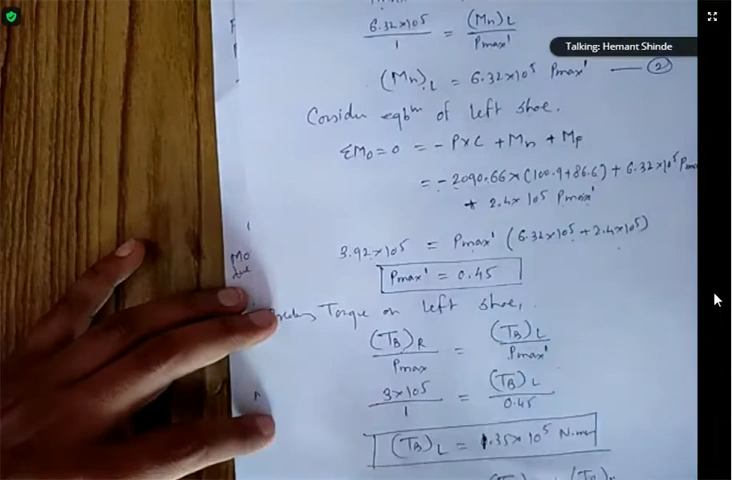 6.32×10⁵ / 1 = (Mn)L / Pmax'
Talking: Hemant Shinde
(Mn)L = 6.32×10⁵ Pmax' — ②
Consider eqbm of left shoe.
ΣMo=0 = - P×C + Mn + Mf
= -2090.66×(100.9+86.6) + 6.32×10⁵ Pmax
+ 2.4×10⁵ Pmax'
3.92×10⁵ = Pmax' (6.32×10⁵ + 2.4×10⁵)
Pmax' = 0.45
Torque on left shoe,
(TB)R / Pmax = (TB)L / Pmax'
3×10⁵ / 1 = (TB)L / 0.45
(TB)L = 1.35×10⁵ N.mm